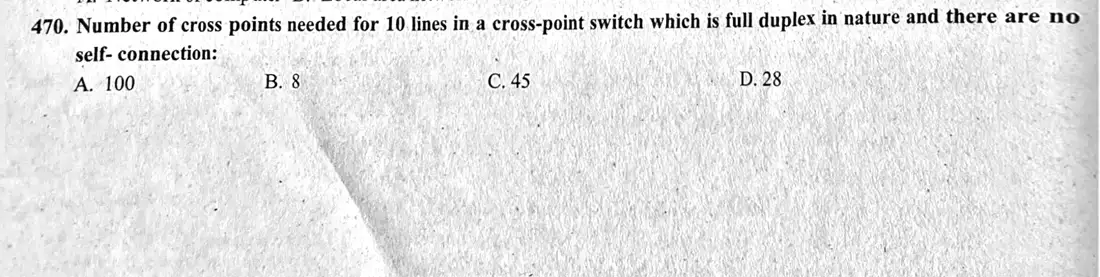 470. Number of cross points needed for 10 lines in a cross-point switch which is full duplex in nature and there are no
self- connection:
A. 100 B. 8 C. 45 D. 28